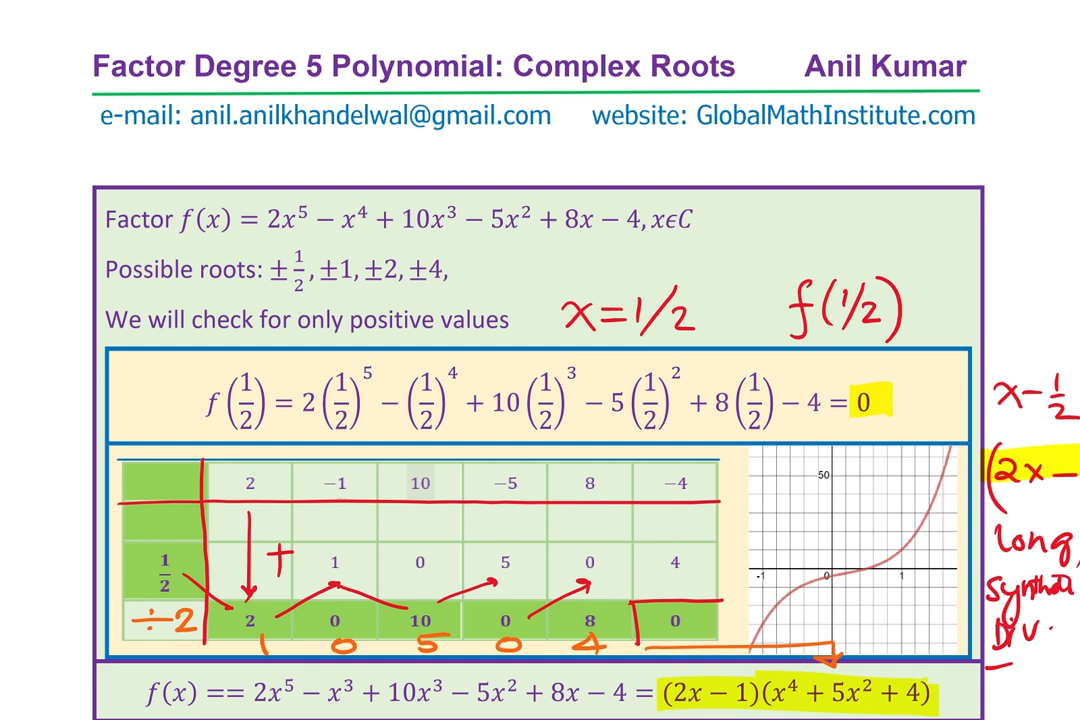 Factor Degree 5 Polynomial: Complex Roots Anil Kumar
e-mail: anil.anilkhandelwal@gmail.com website: GlobalMathInstitute.com
Factor f(x) = 2x⁵ − x⁴ + 10x³ − 5x² + 8x − 4, xϵC
Possible roots: ± 1/2, ±1, ±2, ±4,
We will check for only positive values x=1/2 f(1/2)
f(1/2) = 2(1/2)⁵ − (1/2)⁴ + 10(1/2)³ − 5(1/2)² + 8(1/2) − 4 = 0
x-1/2
2 −1 10 −5 8 −4
50
(2x-
+
long,
1/2 1 0 5 0 4
-1 0 1
÷2 2 0 10 0 8 0
Div.
1 0 5 0 4
f(x) == 2x⁵ − x³ + 10x³ − 5x² + 8x − 4 = (2x − 1)(x⁴ + 5x² + 4)